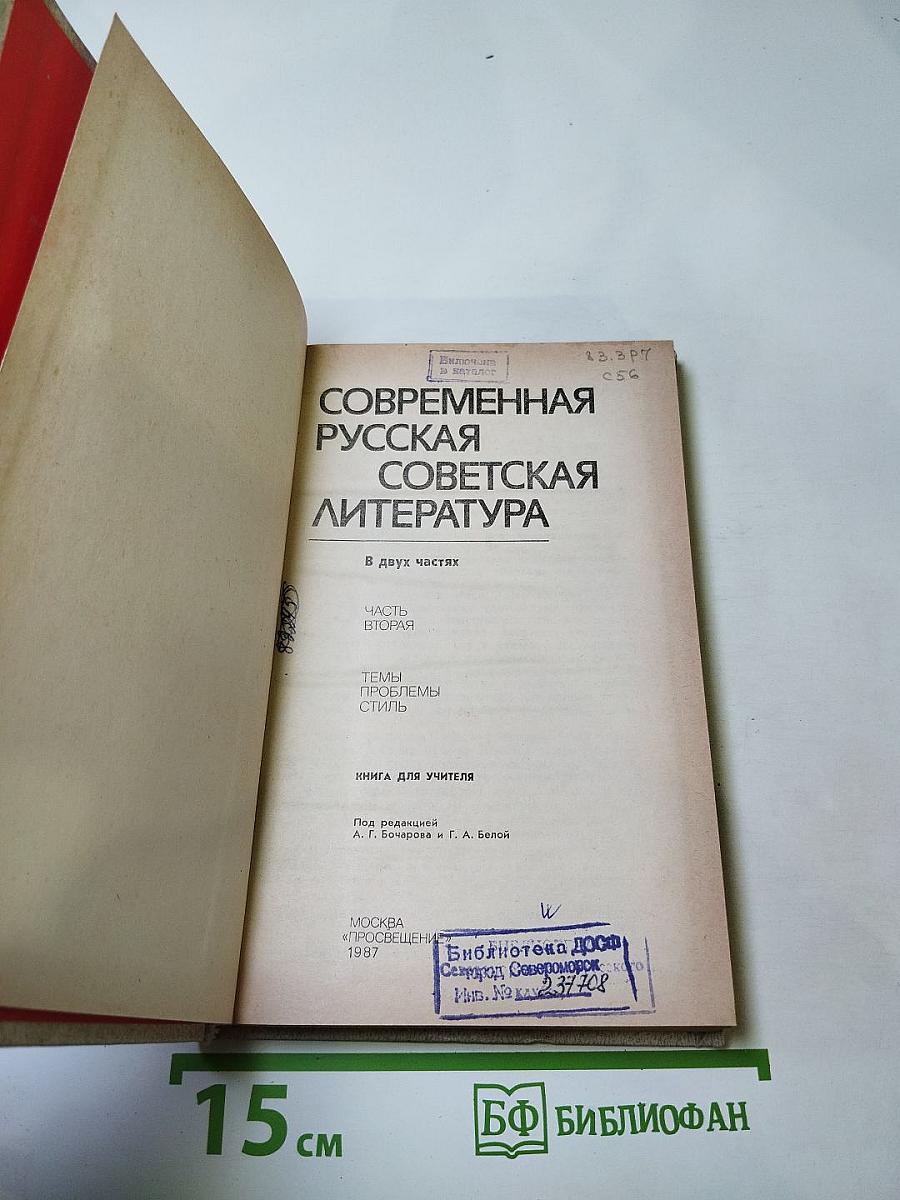 Включена
в каталог
83.3Р7
С56
СОВРЕМЕННАЯ
РУССКАЯ
СОВЕТСКАЯ
ЛИТЕРАТУРА
В двух частях
ЧАСТЬ
ВТОРАЯ
ТЕМЫ
ПРОБЛЕМЫ
СТИЛЬ
КНИГА ДЛЯ УЧИТЕЛЯ
Под редакцией
А. Г. Бочарова и Г. А. Белой
МОСКВА
«ПРОСВЕЩЕНИЕ»
1987
Библиотека ДОСФ
город Североморск
Инв. № 237708
15 см
БФ БИБЛИОФАН